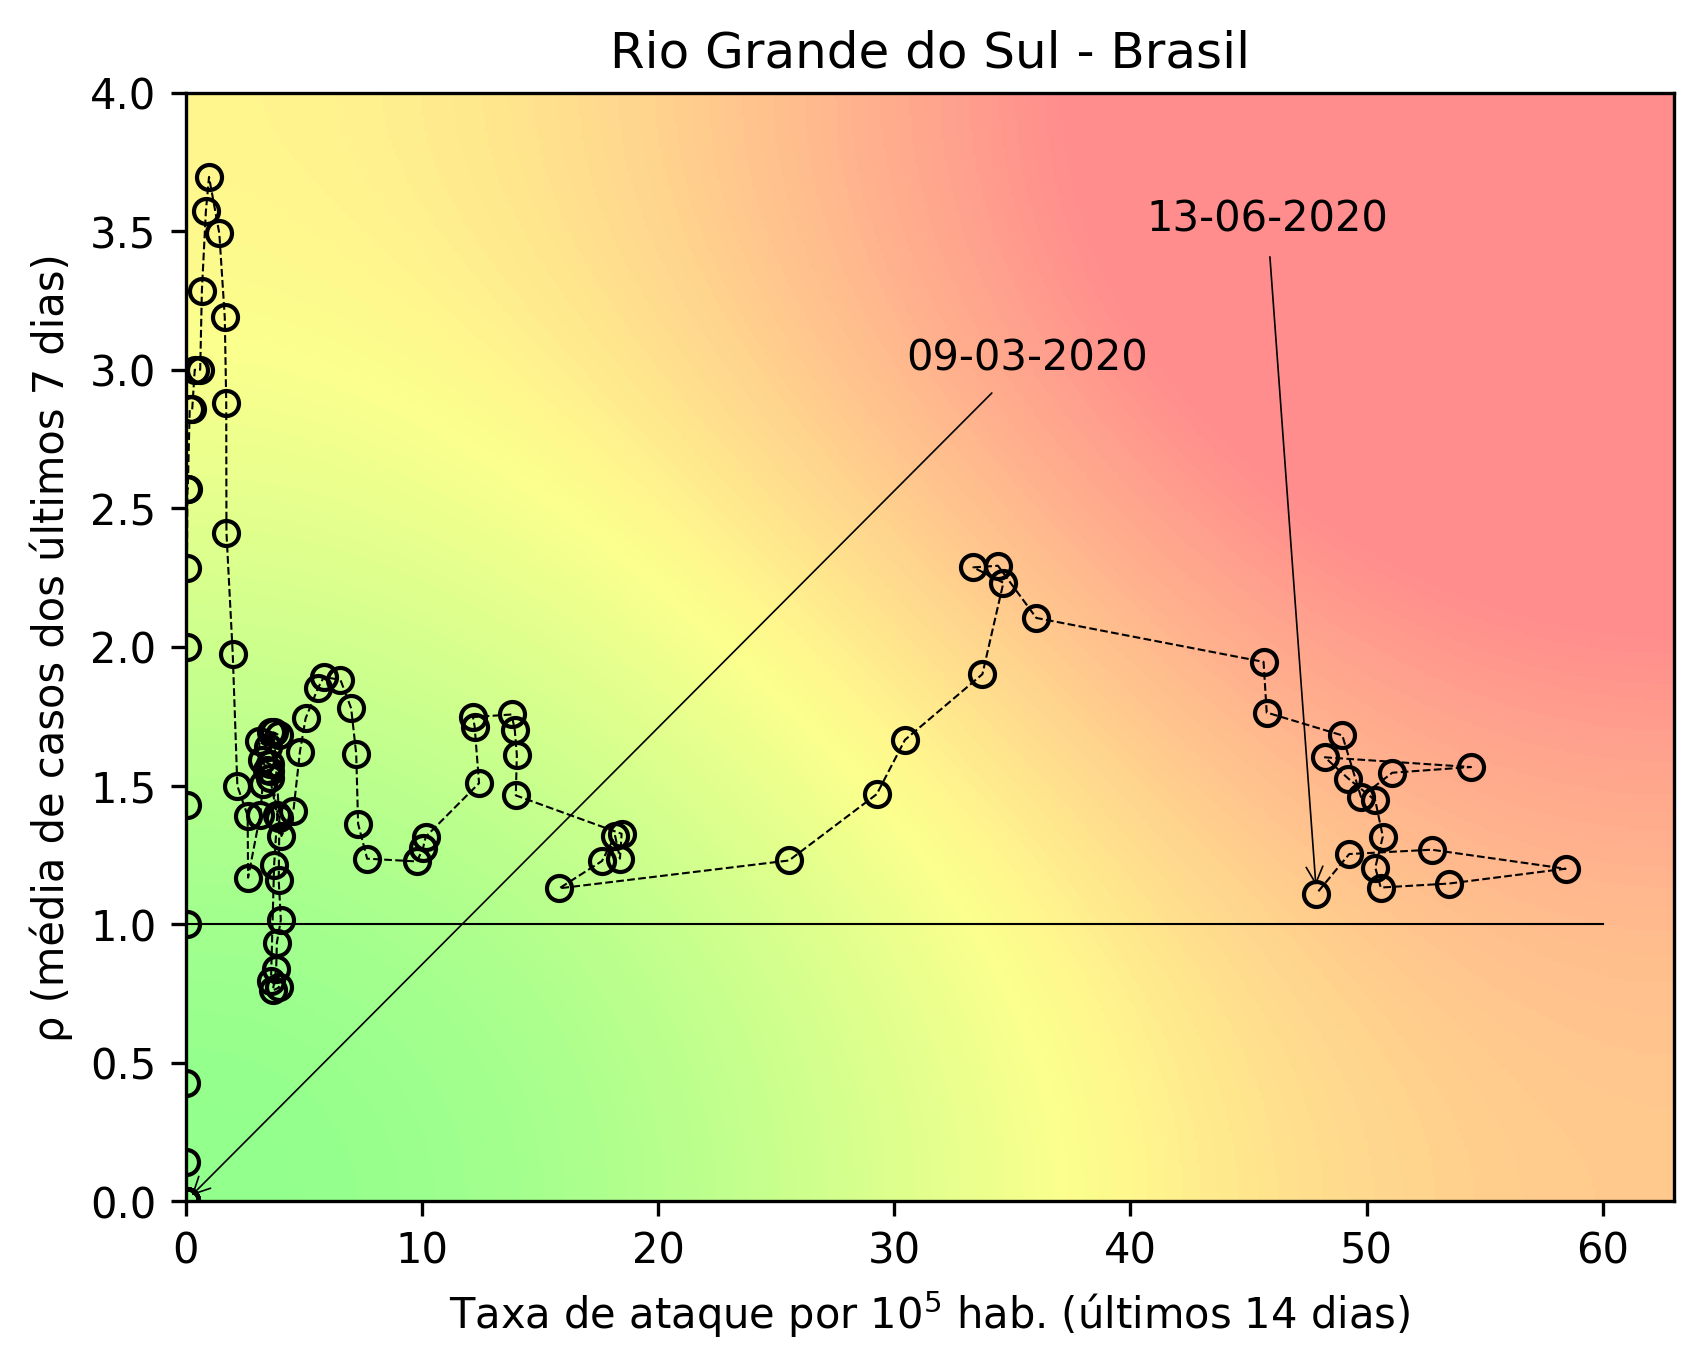 Rio Grande do Sul - Brasil
4.0
3.5
3.0
2.5
2.0
1.5
1.0
0.5
0.0
ρ (média de casos dos últimos 7 dias)
13-06-2020
09-03-2020
0 10 20 30 40 50 60
Taxa de ataque por 10⁵ hab. (últimos 14 dias)